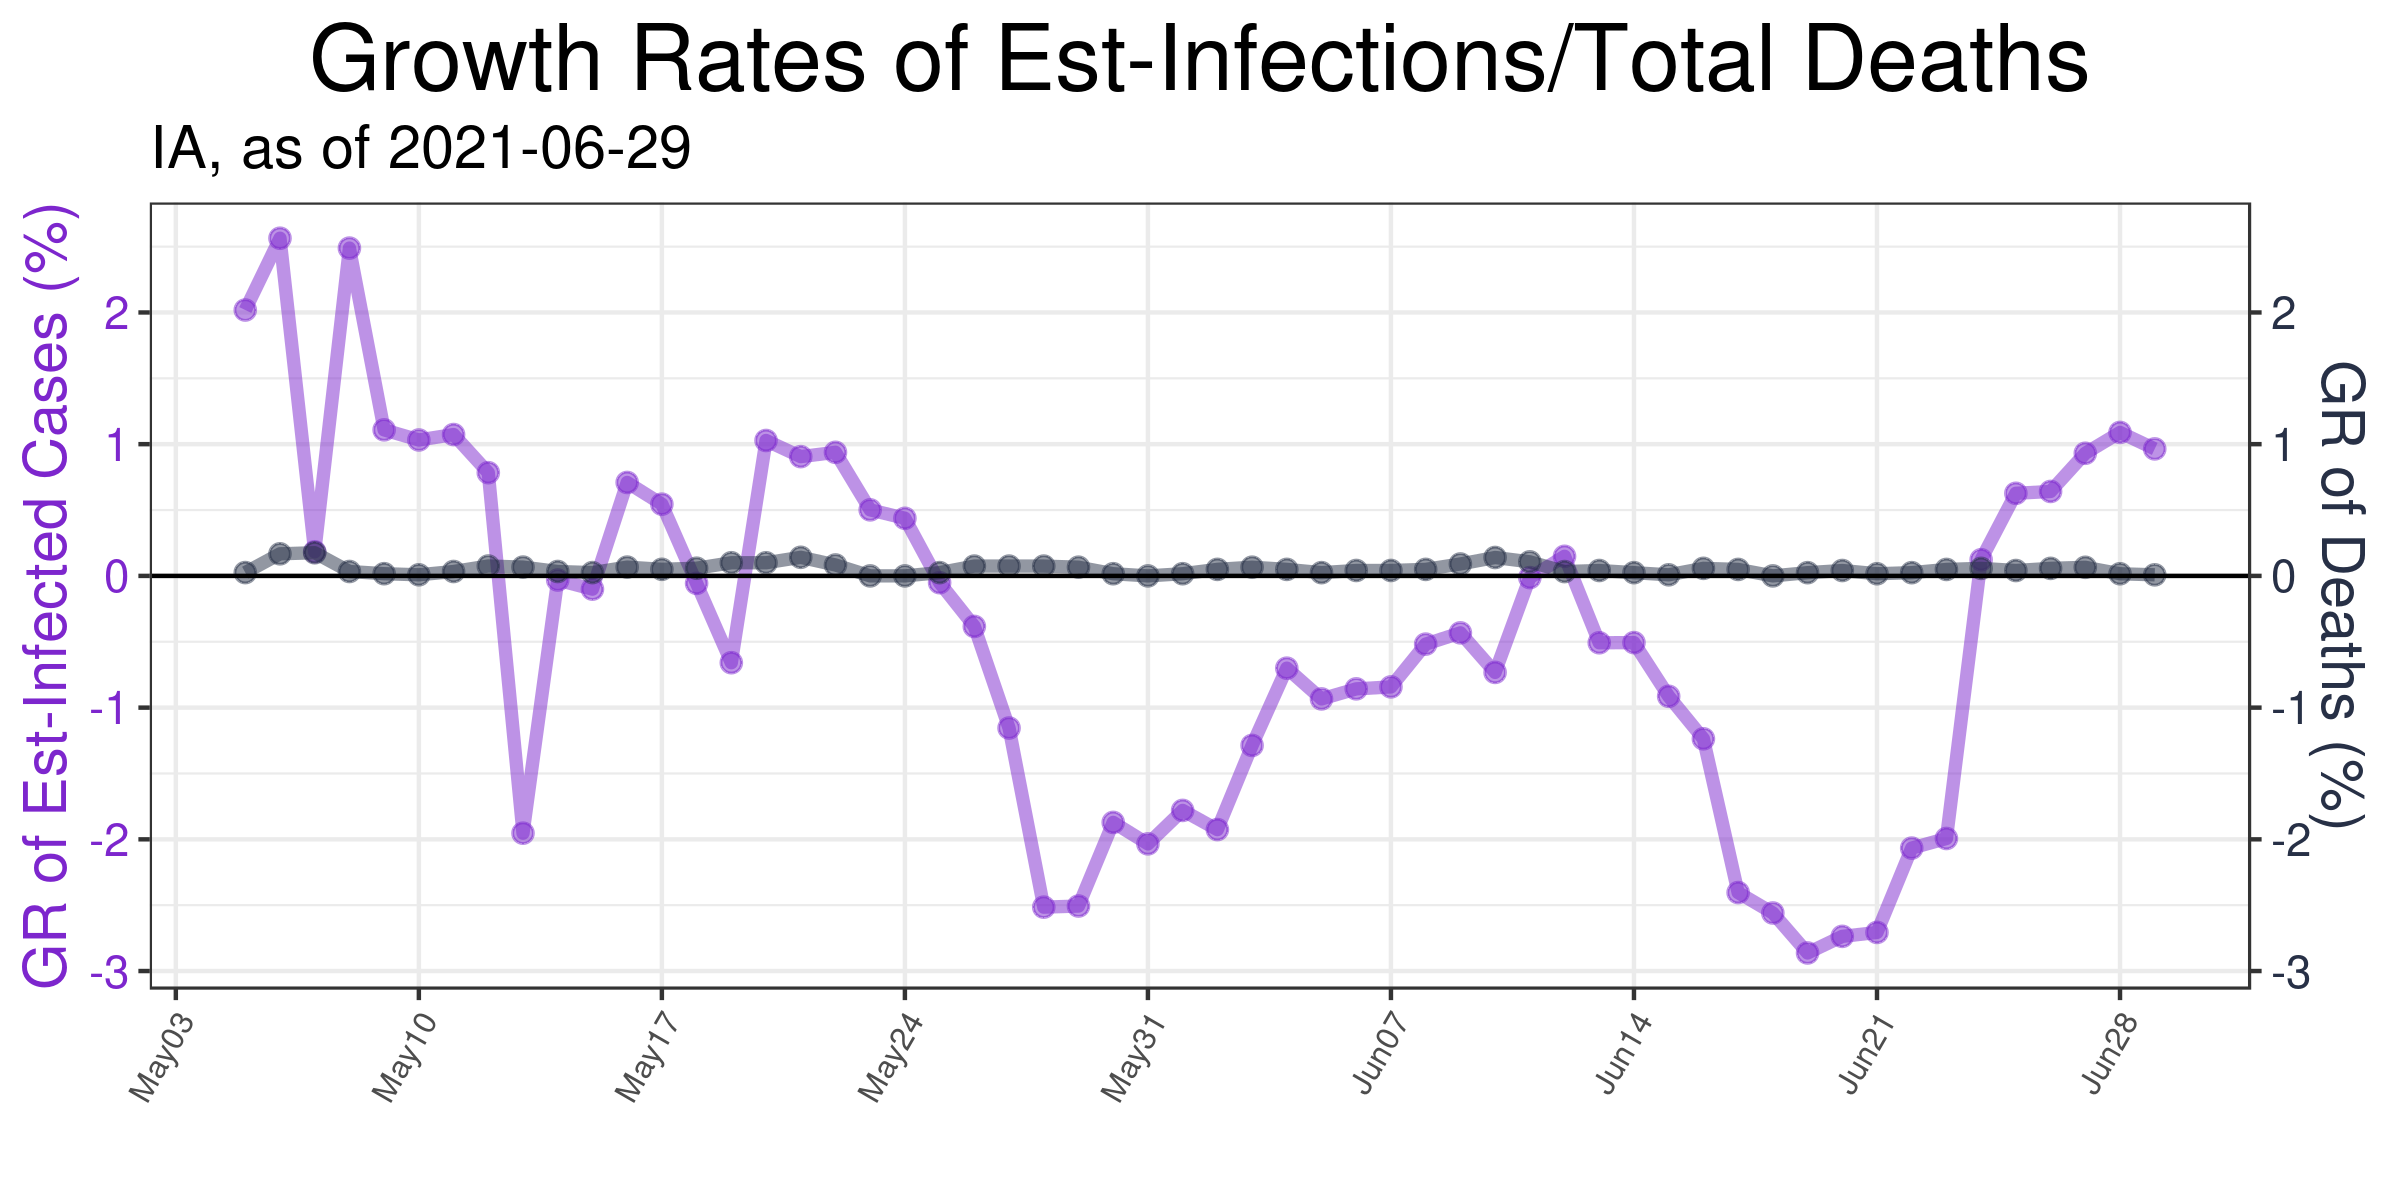 Growth Rates of Est-Infections/Total Deaths
IA, as of 2021-06-29
GR of Est-Infected Cases (%)
2
1
0
-1
-2
-3
2
1
0
-1
-2
-3
GR of Deaths (%)
May03
May10
May17
May24
May31
Jun07
Jun14
Jun21
Jun28